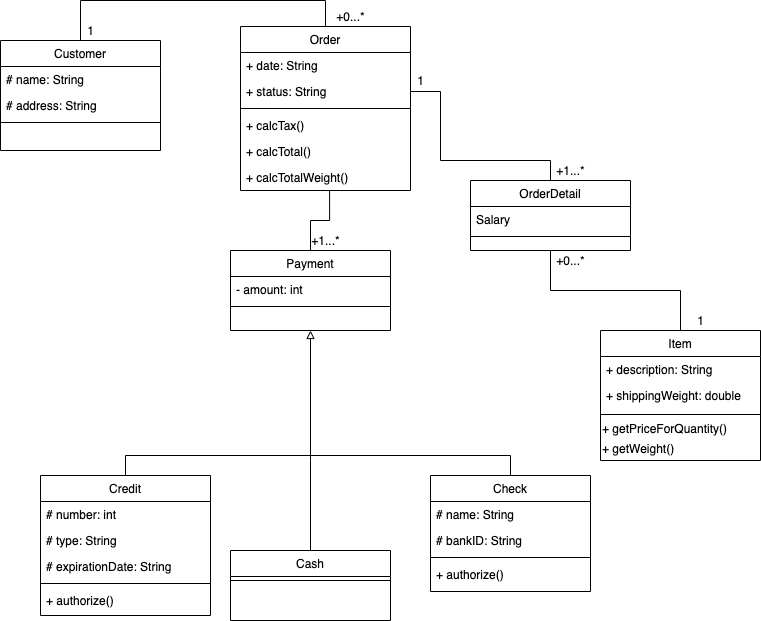 +0...*
1
Customer
# name: String
# address: String
Order
+ date: String
+ status: String
+ calcTax()
+ calcTotal()
+ calcTotalWeight()
1
+1...*
OrderDetail
Salary
+0...*
+1...*
Payment
- amount: int
1
Item
+ description: String
+ shippingWeight: double
+ getPriceForQuantity()
+ getWeight()
Credit
# number: int
# type: String
# expirationDate: String
+ authorize()
Cash
Check
# name: String
# bankID: String
+ authorize()